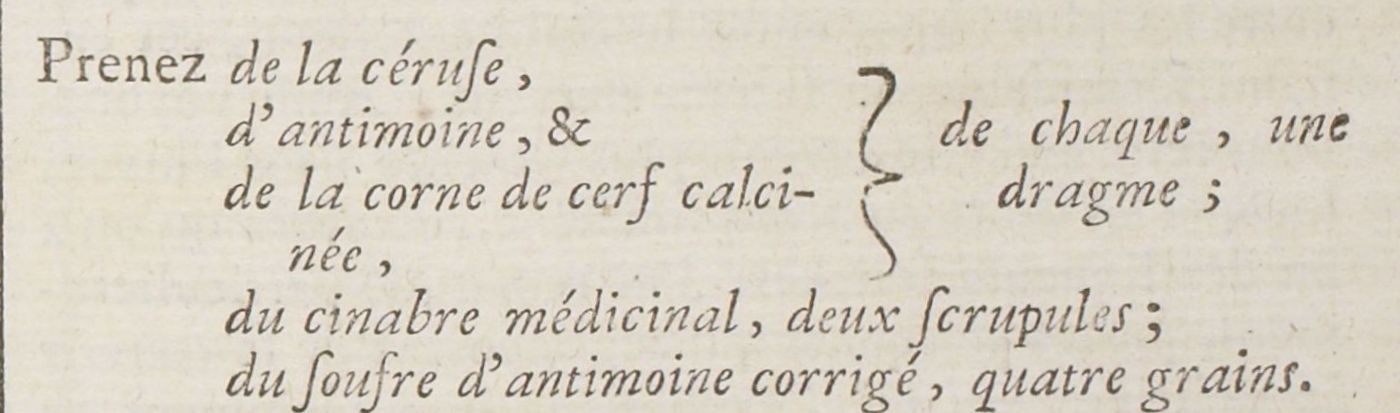 Prenez de la céruſe,
d'antimoine, &
de la corne de cerf calci-
née,
} de chaque, une
dragme;
du cinabre médicinal, deux ſcrupules;
du ſoufre d'antimoine corrigé, quatre grains.